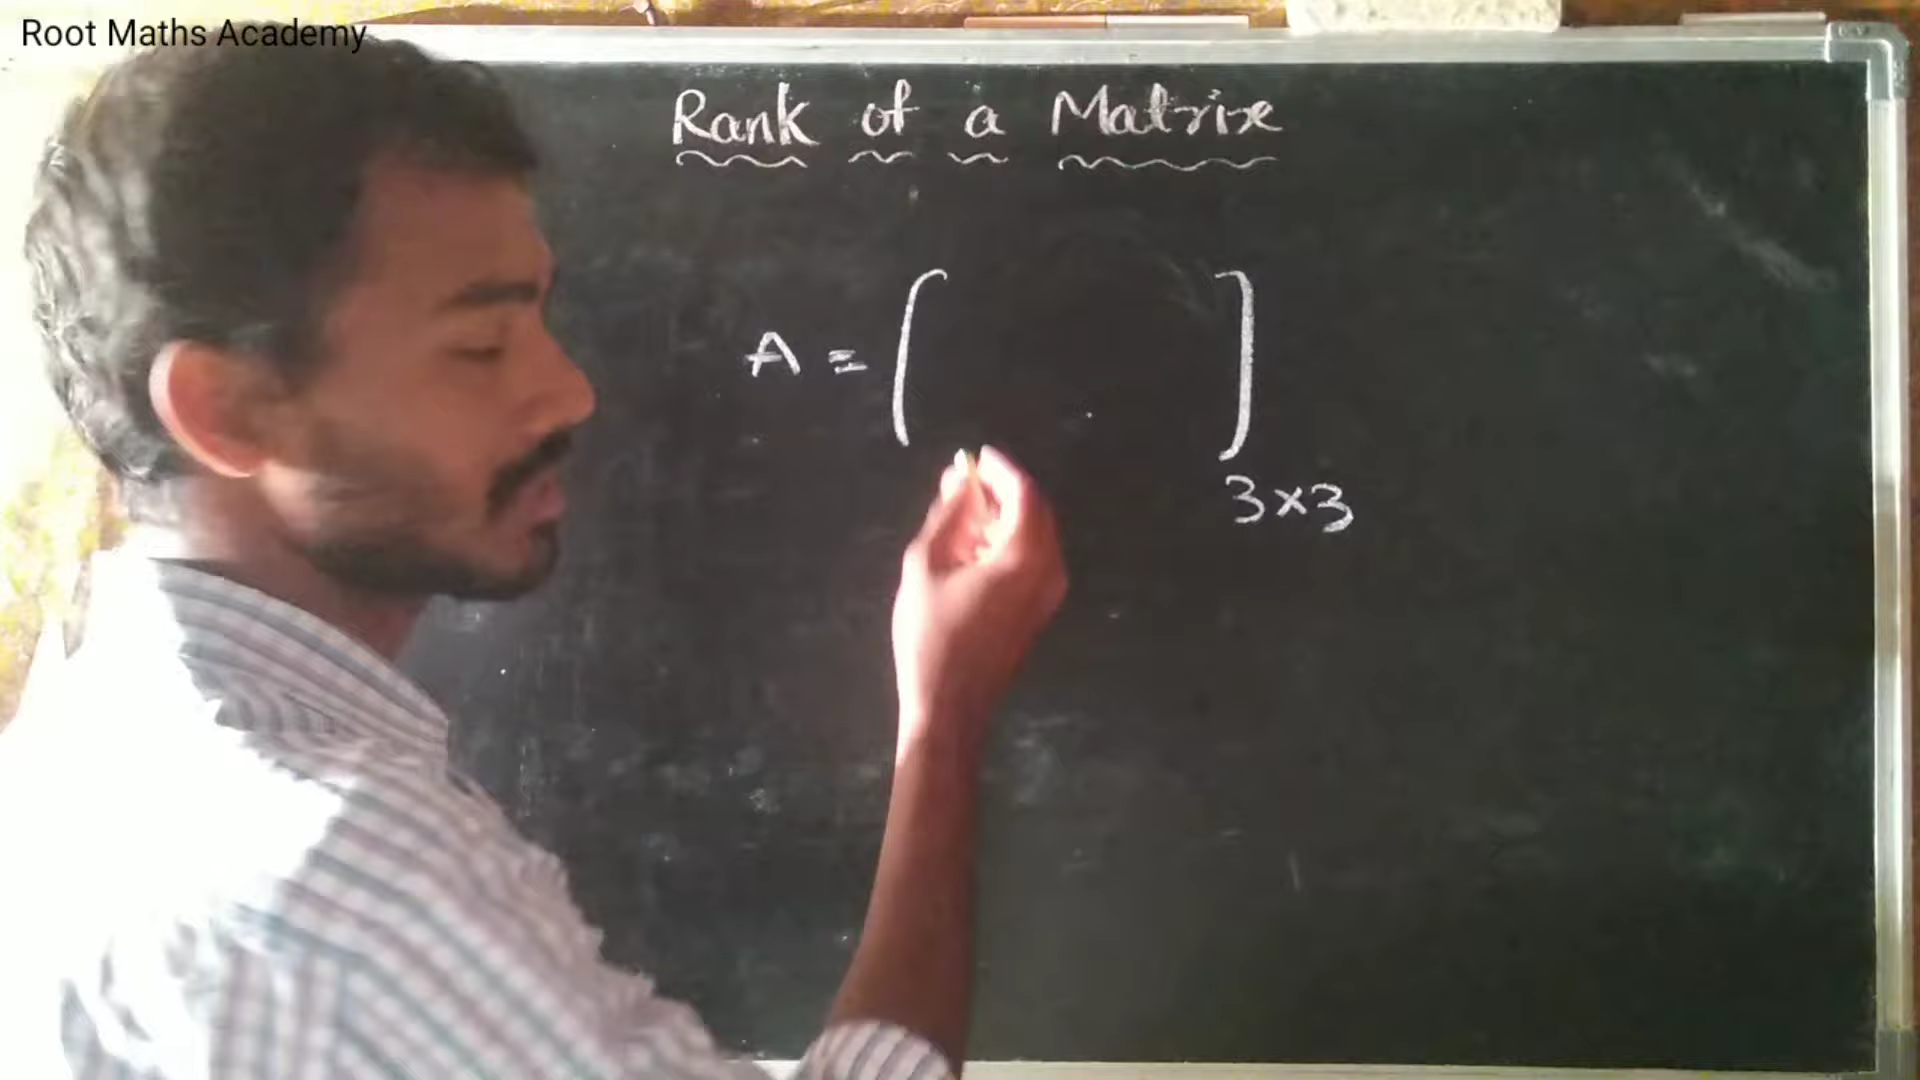 Root Maths Academy
Rank of a Matrix
A = [ ]
3×3